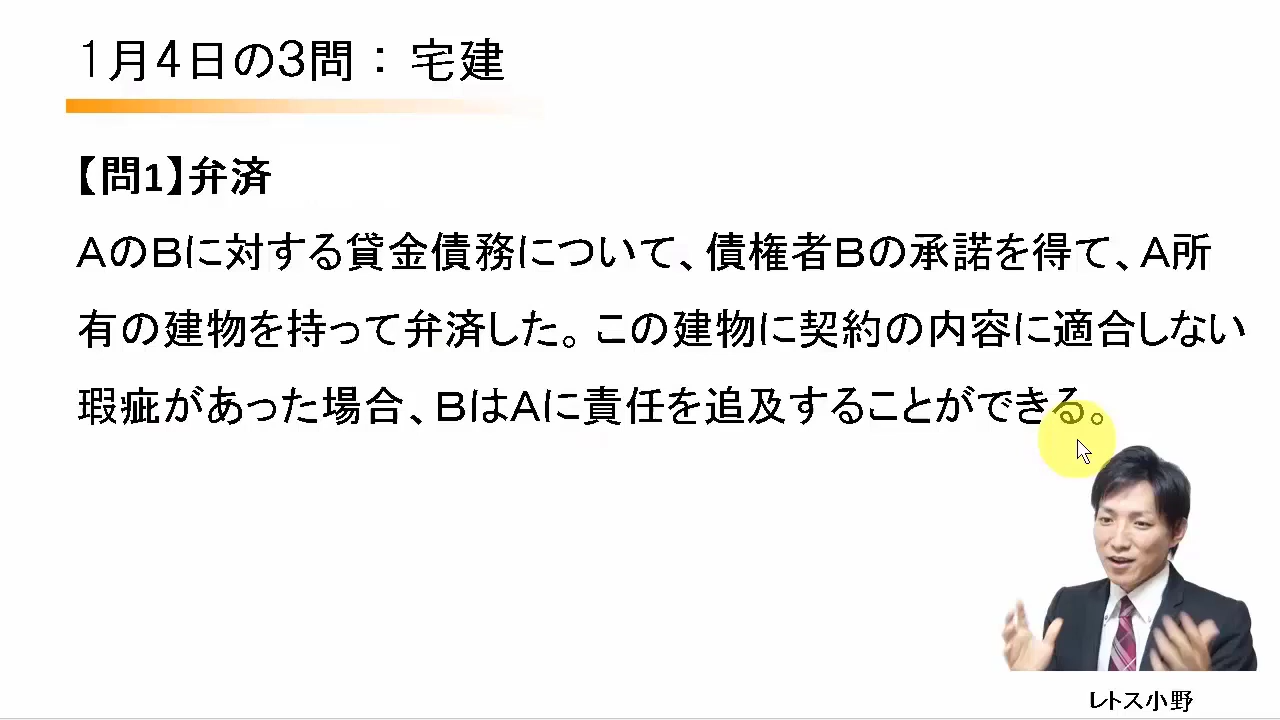 1月4日の3問：宅建
【問1】弁済
AのBに対する貸金債務について、債権者Bの承諾を得て、A所
有の建物を持って弁済した。この建物に契約の内容に適合しない
瑕疵があった場合、BはAに責任を追及することができる。
レトス小野